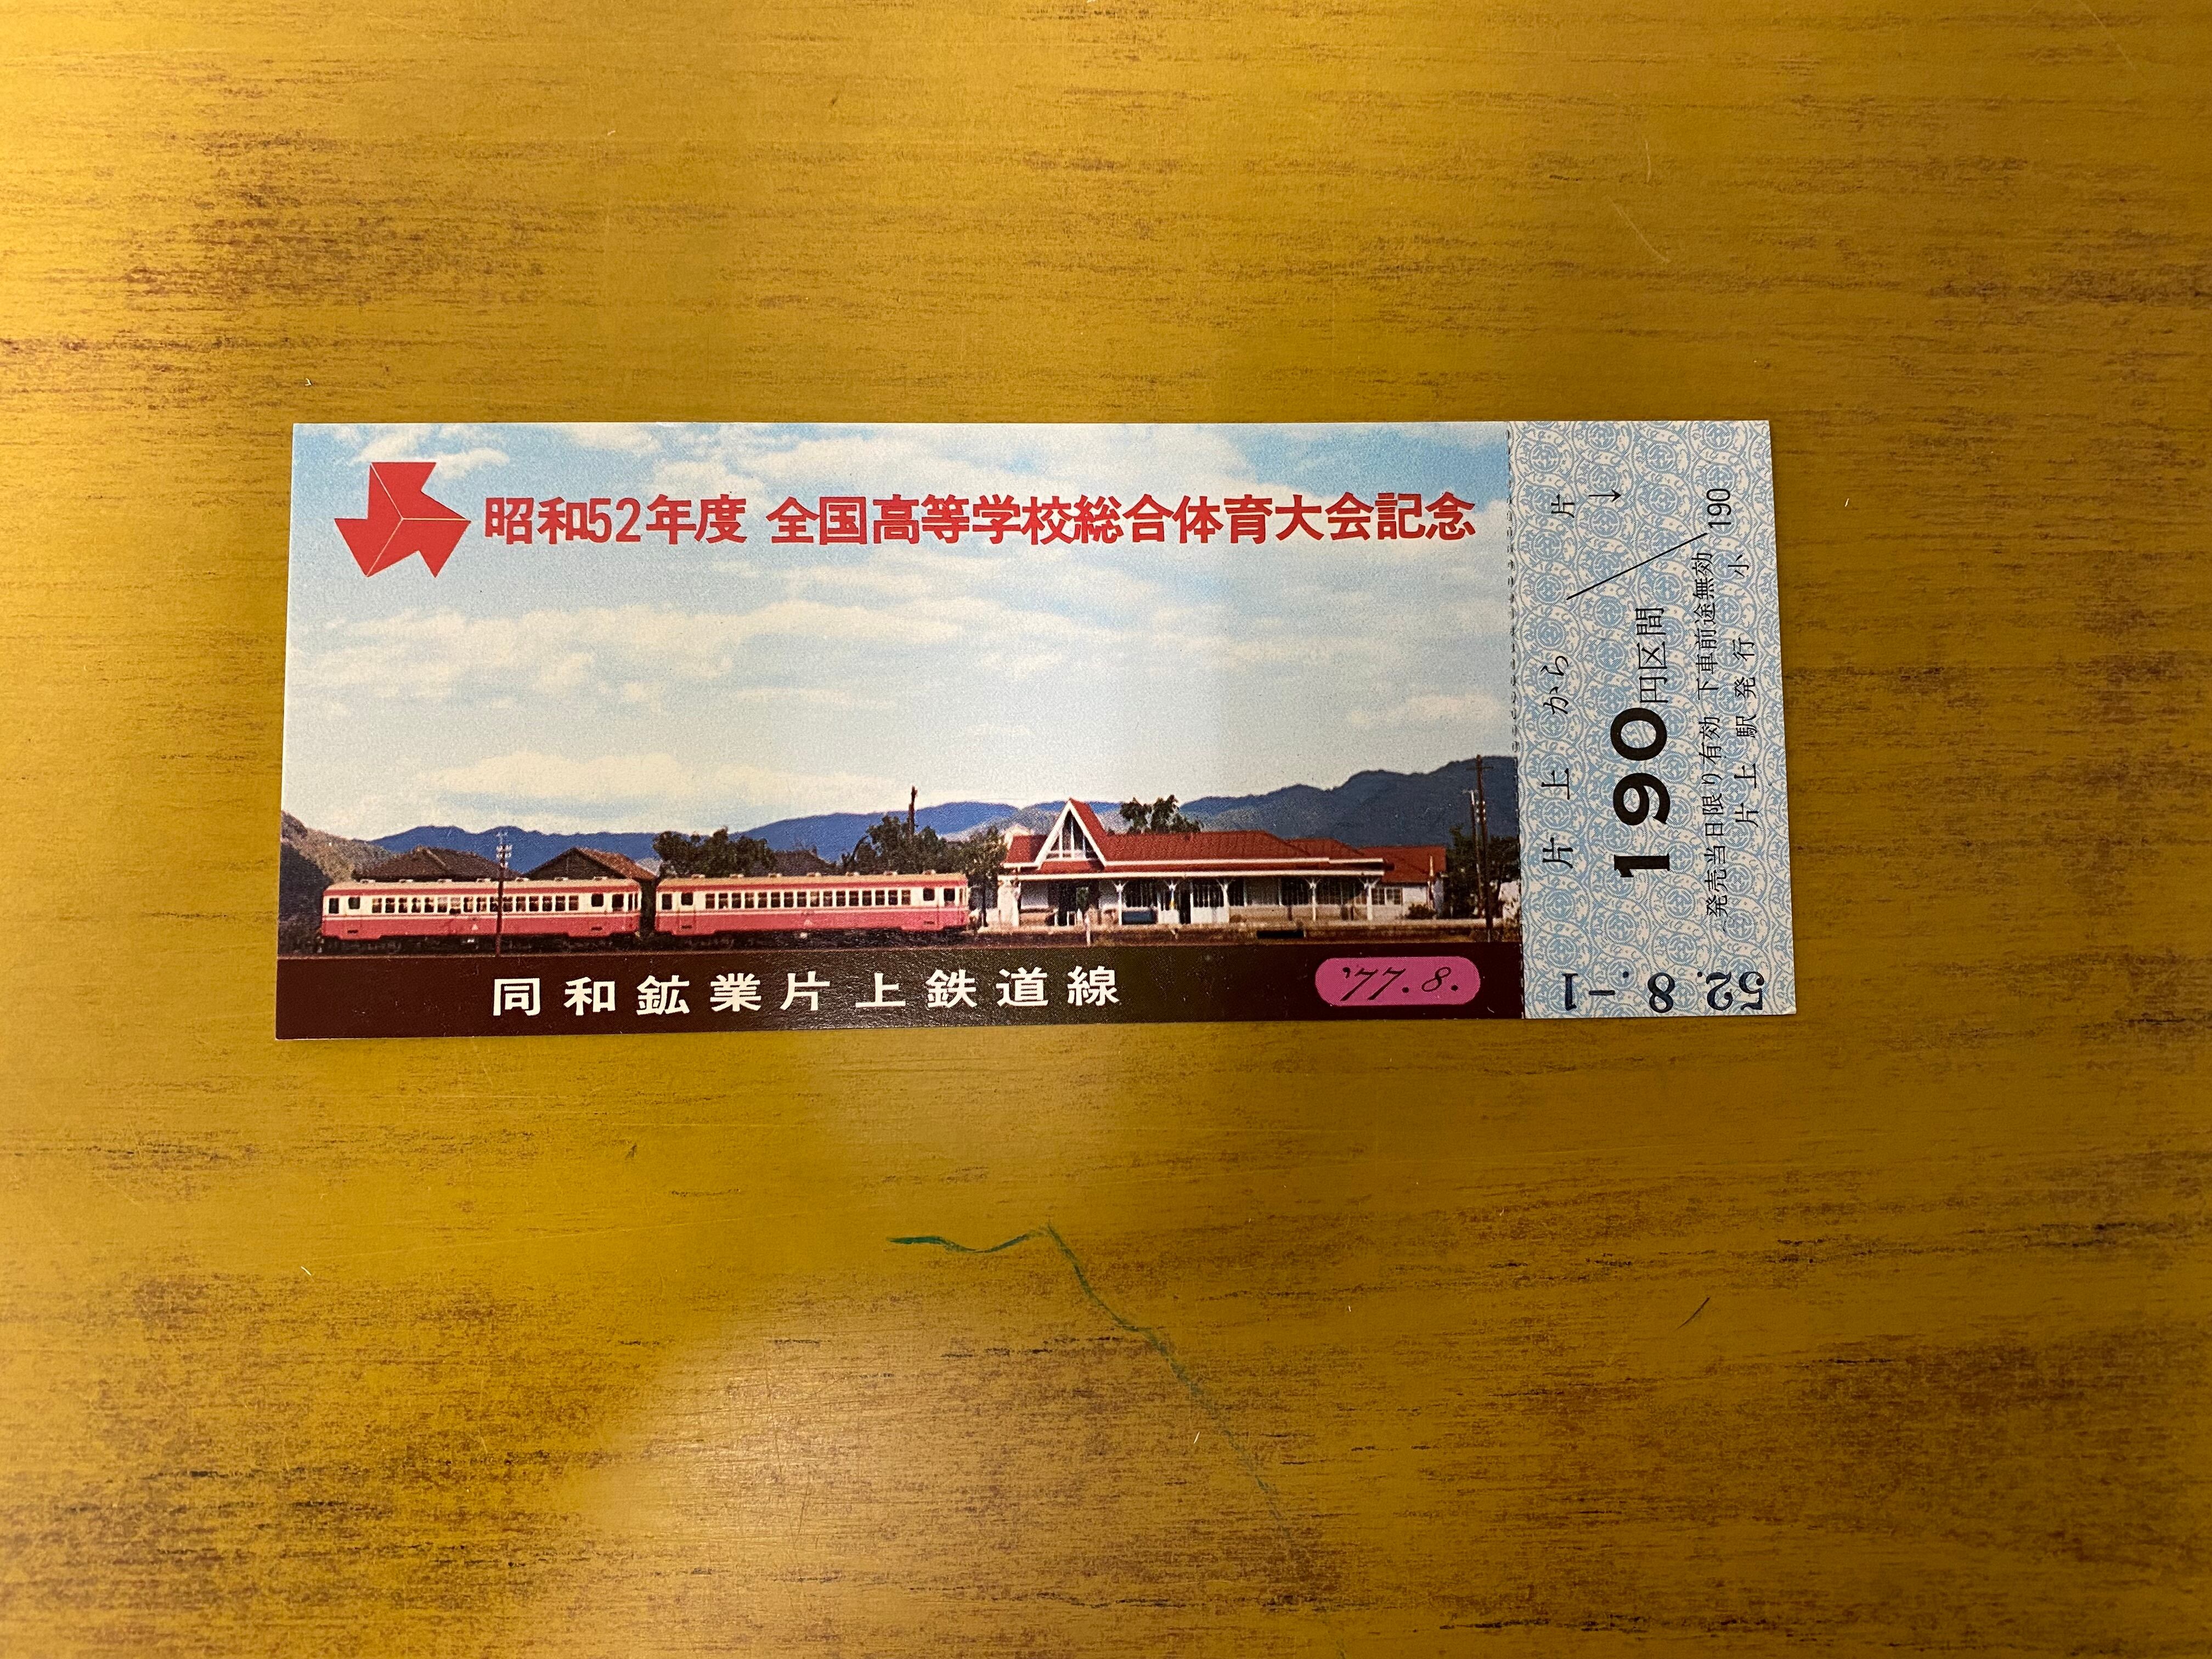 昭和52年度 全国高等学校総合体育大会記念
同和鉱業片上鉄道線
'77.8.
片上から 片
190円区間 →
発売当日限り有効 下車前途無効 190
片上駅発行 小
52.8.-1